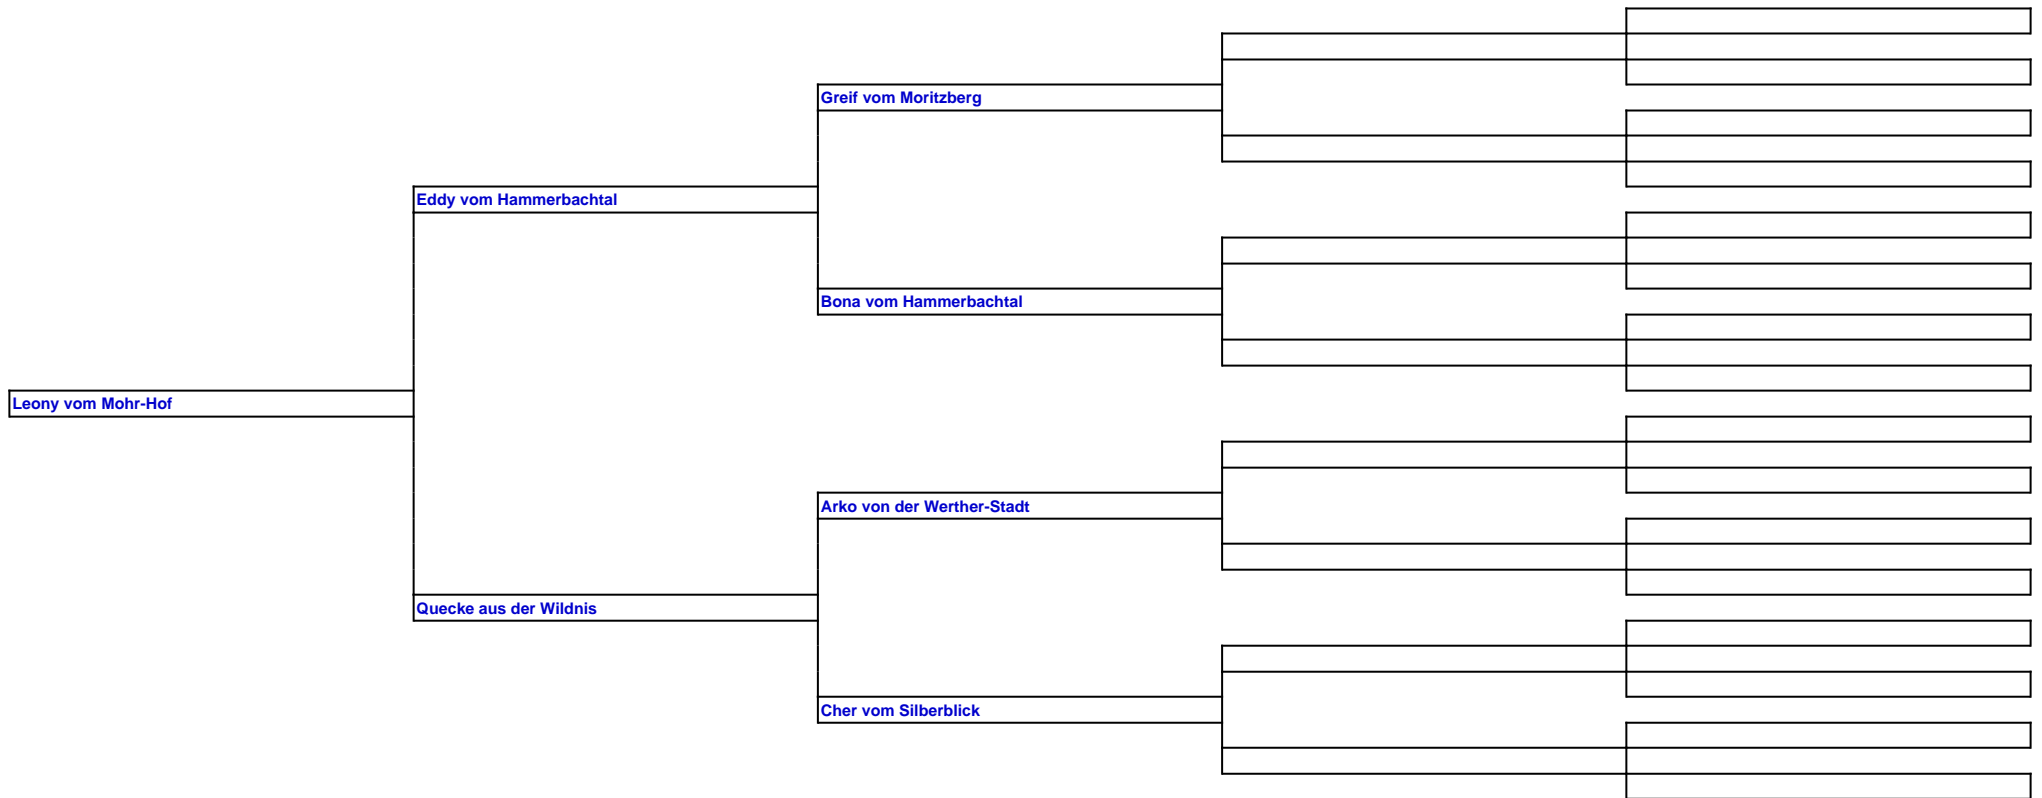 Greif vom Moritzberg
Eddy vom Hammerbachtal
Bona vom Hammerbachtal
Leony vom Mohr-Hof
Arko von der Werther-Stadt
Quecke aus der Wildnis
Cher vom Silberblick